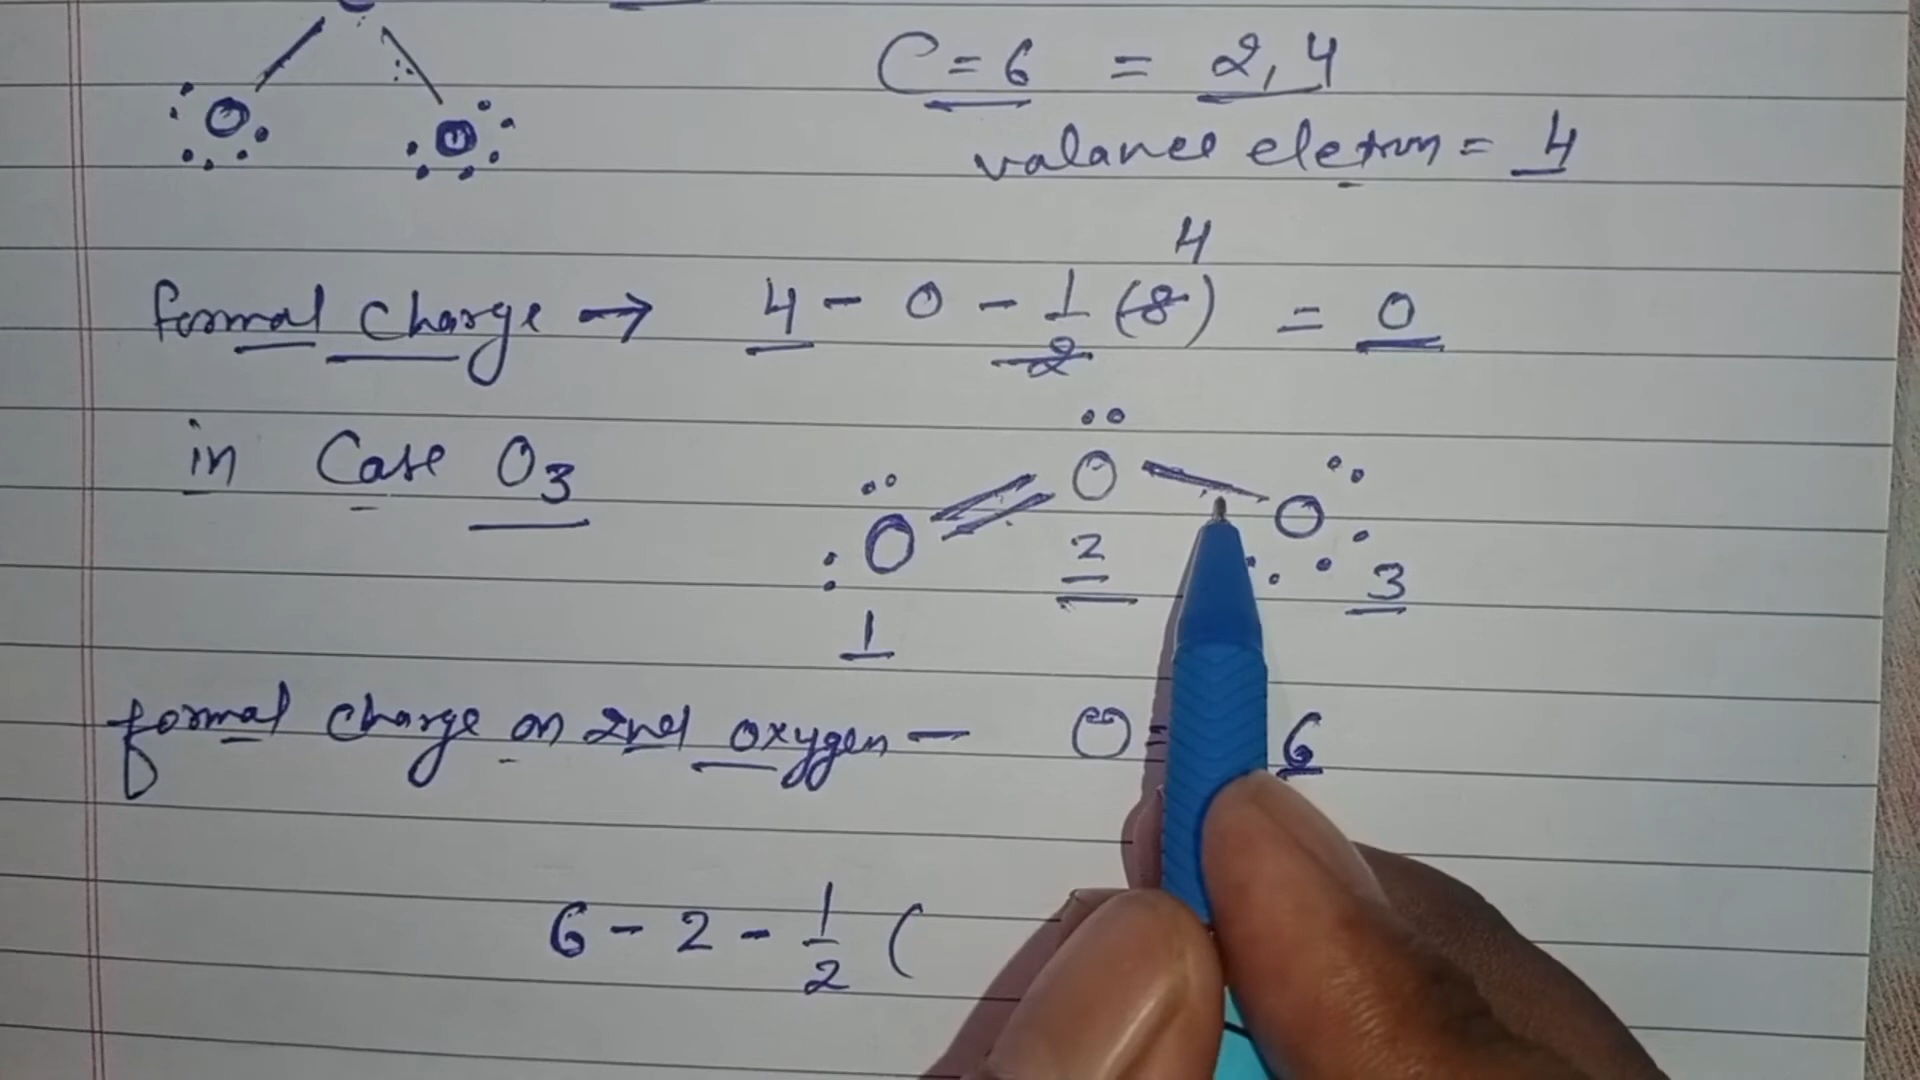 O O
C = 6 = 2, 4
valance eletron = 4
4
formal charge → 4 - 0 - 1/2 (8) = 0
in Case O3
O O O
1 2 3
formal charge on 2nd oxygen - O = 6
6 - 2 - 1/2 (